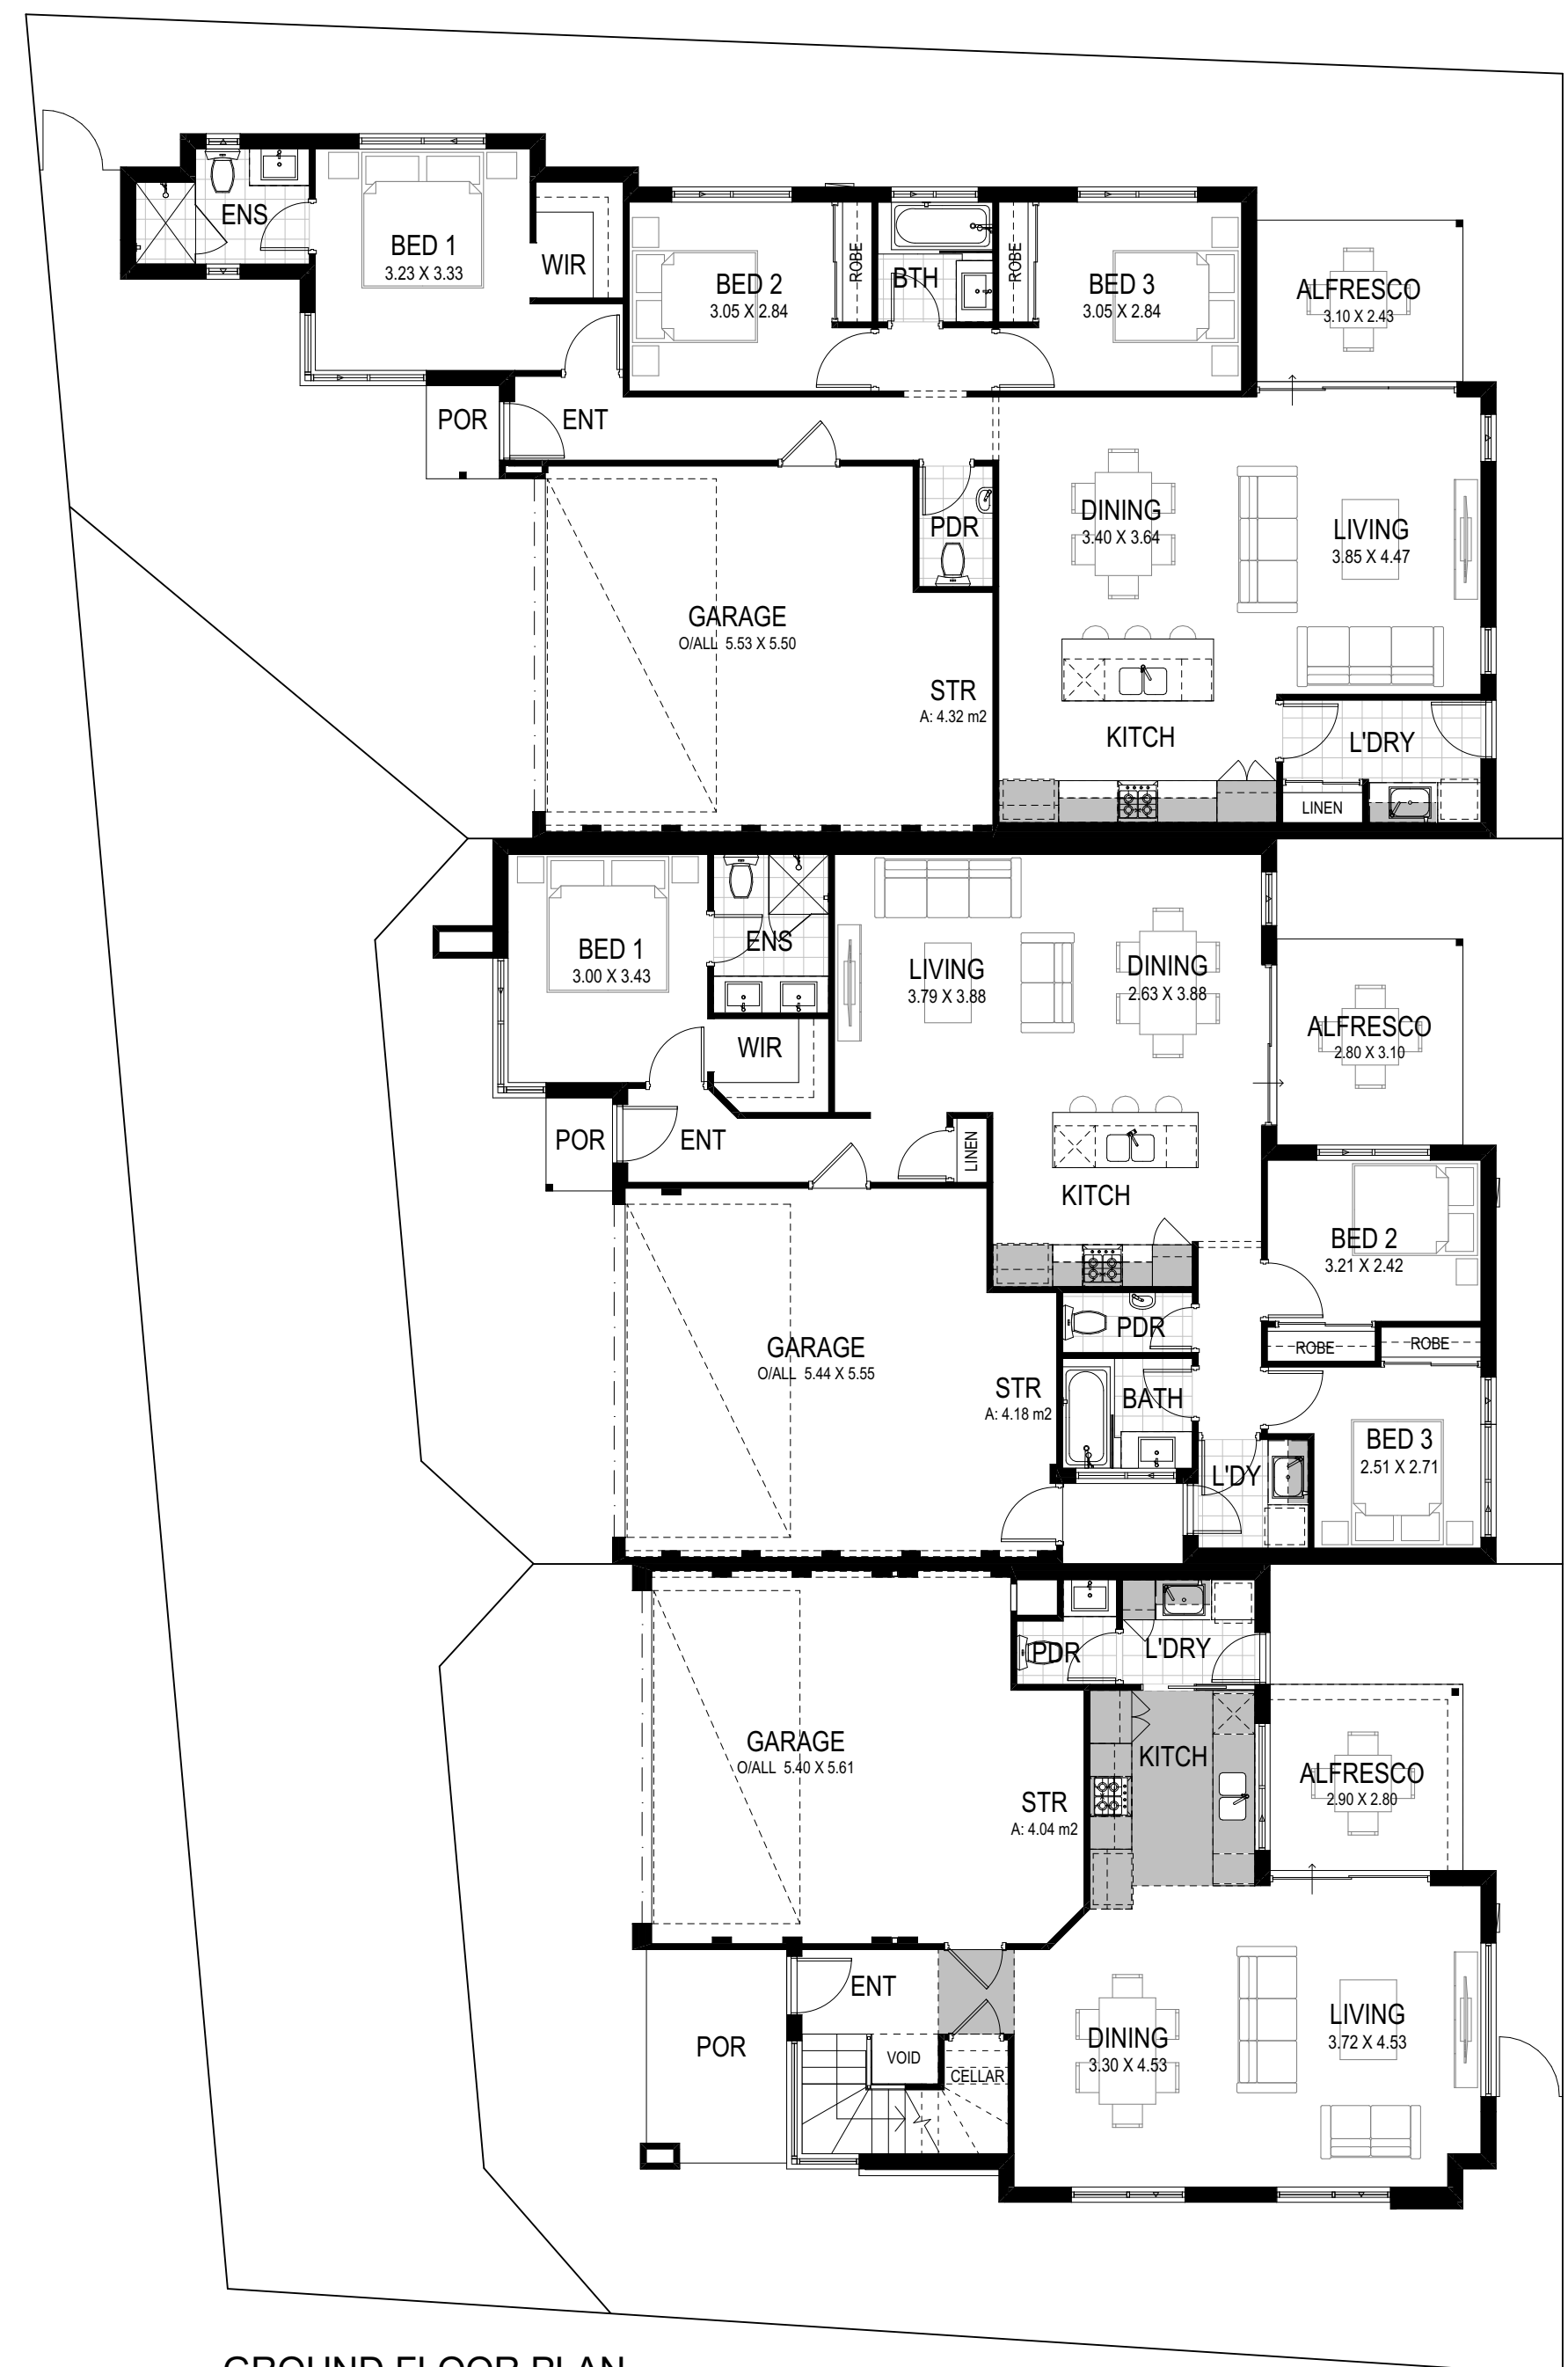 ENS
BED 1
3.23 X 3.33
WIR
BED 2
3.05 X 2.84
ROBE
BTH
ROBE
BED 3
3.05 X 2.84
ALFRESCO
3.10 X 2.43
POR
ENT
PDR
DINING
3.40 X 3.64
LIVING
3.85 X 4.47
GARAGE
O/ALL 5.53 X 5.50
STR
A: 4.32 m2
KITCH
L'DRY
LINEN
BED 1
3.00 X 3.43
ENS
WIR
LIVING
3.79 X 3.88
DINING
2.63 X 3.88
ALFRESCO
2.80 X 3.10
POR
ENT
LINEN
KITCH
BED 2
3.21 X 2.42
PDR
ROBE
ROBE
GARAGE
O/ALL 5.44 X 5.55
STR
A: 4.18 m2
BATH
L'DY
BED 3
2.51 X 2.71
PDR
L'DRY
GARAGE
O/ALL 5.40 X 5.61
STR
A: 4.04 m2
KITCH
ALFRESCO
2.90 X 2.80
ENT
POR
VOID
CELLAR
DINING
3.30 X 4.53
LIVING
3.72 X 4.53
GROUND FLOOR PLAN